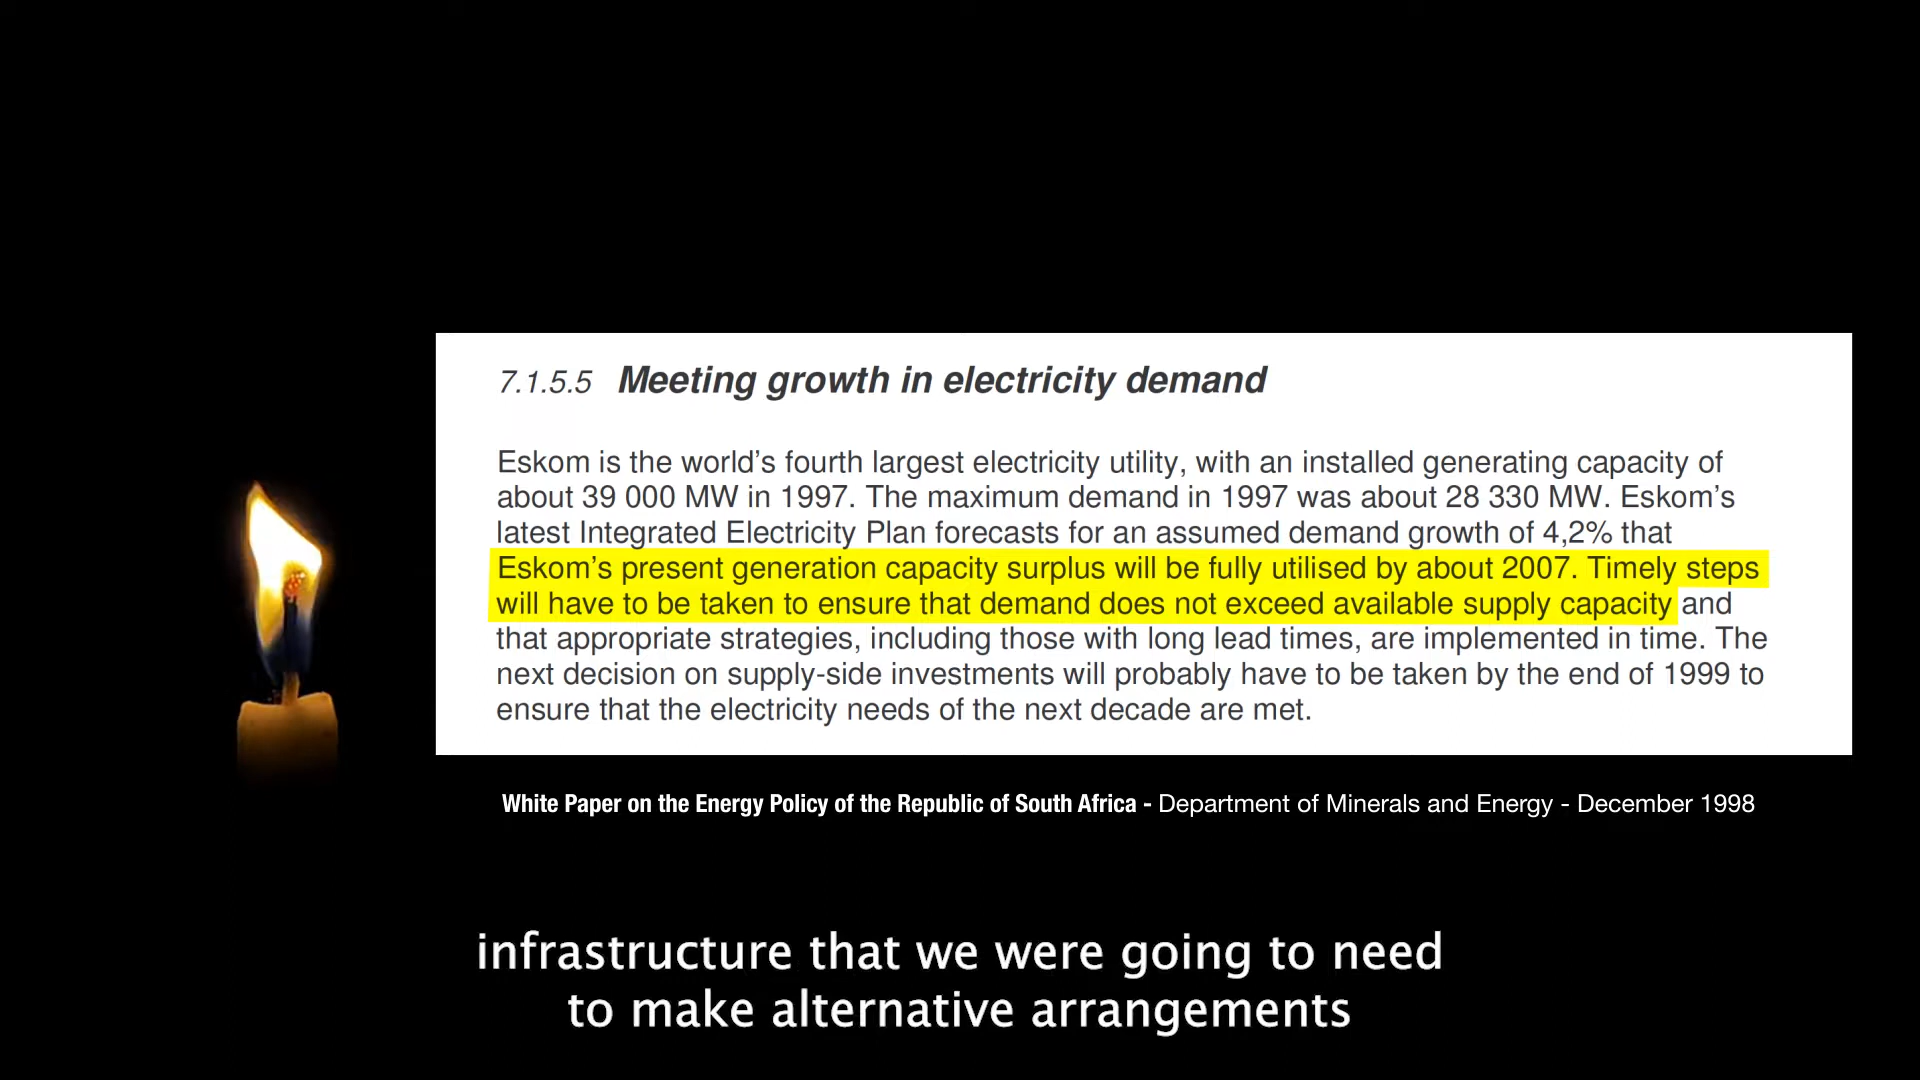 7.1.5.5 Meeting growth in electricity demand
Eskom is the world’s fourth largest electricity utility, with an installed generating capacity of
about 39 000 MW in 1997. The maximum demand in 1997 was about 28 330 MW. Eskom’s
latest Integrated Electricity Plan forecasts for an assumed demand growth of 4,2% that
Eskom’s present generation capacity surplus will be fully utilised by about 2007. Timely steps
will have to be taken to ensure that demand does not exceed available supply capacity and
that appropriate strategies, including those with long lead times, are implemented in time. The
next decision on supply-side investments will probably have to be taken by the end of 1999 to
ensure that the electricity needs of the next decade are met.
White Paper on the Energy Policy of the Republic of South Africa - Department of Minerals and Energy - December 1998
infrastructure that we were going to need
to make alternative arrangements